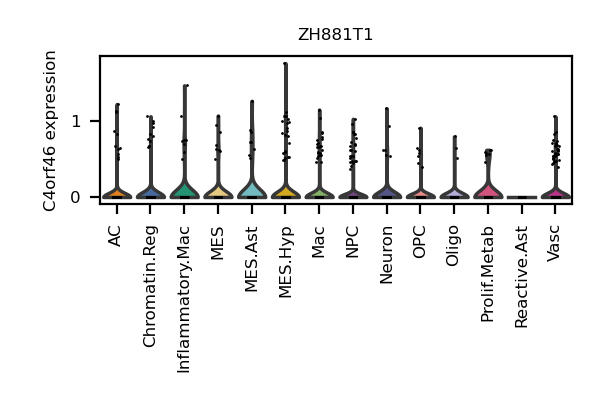 ZH881T1
C4orf46 expression
1
0
AC
Chromatin.Reg
Inflammatory.Mac
MES
MES.Ast
MES.Hyp
Mac
NPC
Neuron
OPC
Oligo
Prolif.Metab
Reactive.Ast
Vasc